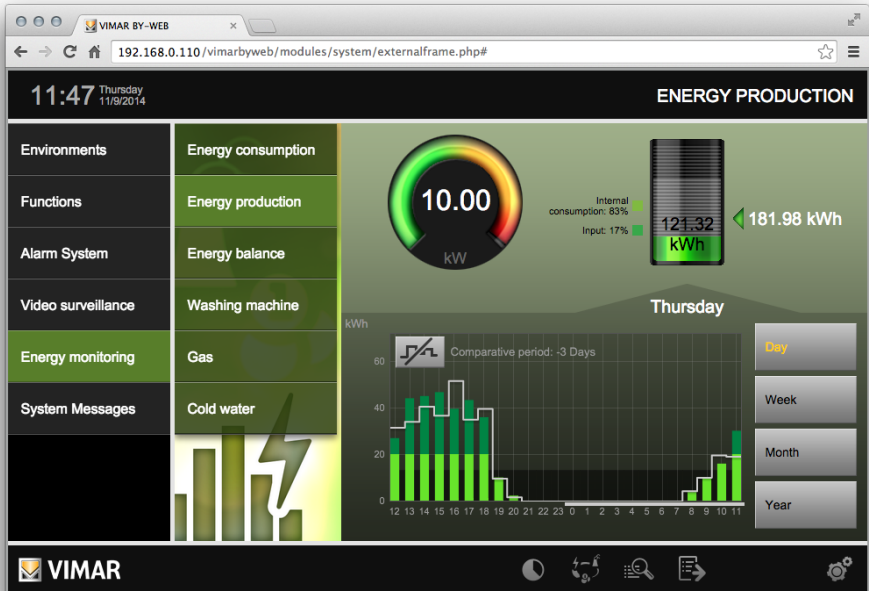 VIMAR BY-WEB
192.168.0.110/vimarbyweb/modules/system/externalframe.php#
11:47 Thursday
11/9/2014
ENERGY PRODUCTION
Environments
Functions
Alarm System
Video surveillance
Energy monitoring
System Messages
Energy consumption
Energy production
Energy balance
Washing machine
Gas
Cold water
10.00
kW
Internal
consumption: 83%
Input: 17%
121.32
kWh
181.98 kWh
Thursday
kWh
Comparative period: -3 Days
60
40
20
0
12 13 14 15 16 17 18 19 20 21 22 23 0 1 2 3 4 5 6 7 8 9 10 11
Day
Week
Month
Year
VIMAR